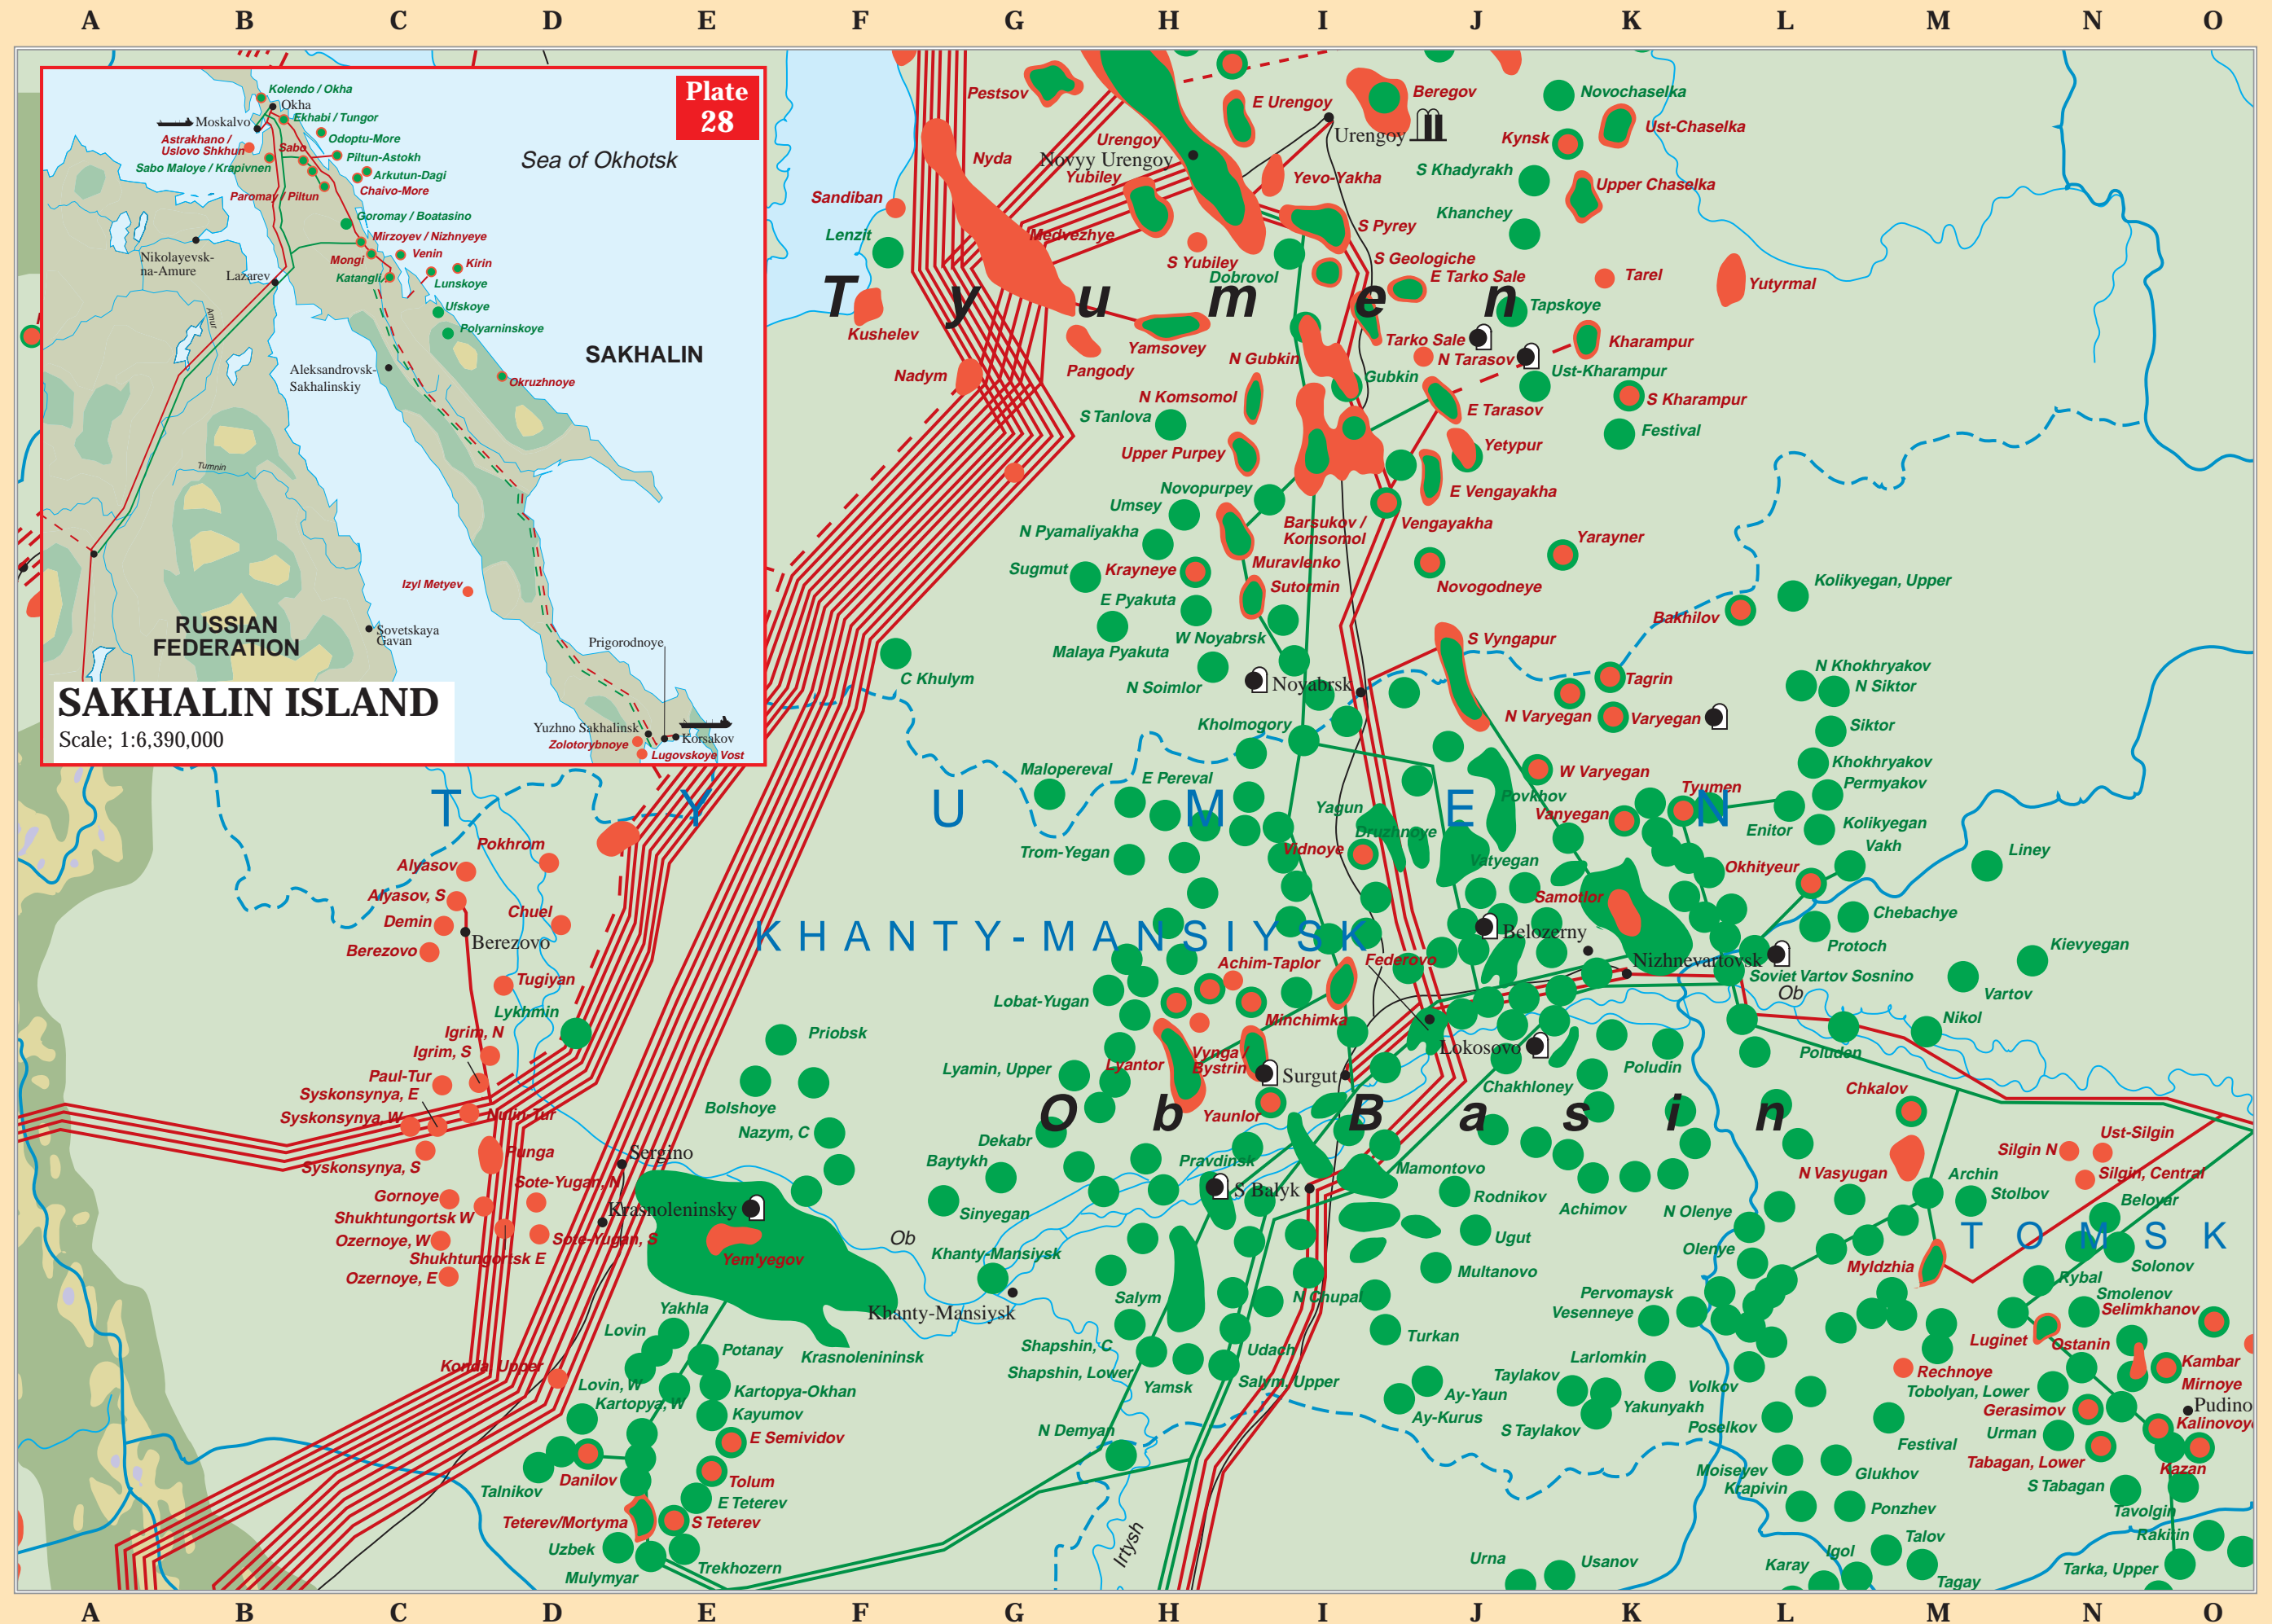 A B C D E F G H I J K L M N O
Plate
28
Kolendo / Okha
Okha
Moskalvo
Ekhabi / Tungor
Astrakhano /
Uslovo Shkhun
Odoptu-More
Sabo
Piltun-Astokh
Sabo Maloye / Krapivnen
Arkutun-Dagi
Chaivo-More
Paromay / Piltun
Goromay / Boatasino
Mirzoyev / Nizhnyeye
Nikolayevsk-
na-Amure
Mongi
Venin
Kirin
Lazarev
Katangli
Lunskoye
Ufskoye
Amur
Polyarninskoye
Sea of Okhotsk
SAKHALIN
Aleksandrovsk-
Sakhalinskiy
Okruzhnoye
Tumnin
Izyl Metyev
RUSSIAN
FEDERATION
Sovetskaya
Gavan
Prigorodnoye
SAKHALIN ISLAND
Scale; 1:6,390,000
Yuzhno Sakhalinsk
Korsakov
Zolotorybnoye
Lugovskoye Vost
Pestsov
E Urengoy
Beregov
Novochaselka
Urengoy
Urengoy
Kynsk
Ust-Chaselka
Nyda
Novyy Urengoy
Yubiley
Yevo-Yakha
S Khadyrakh
Upper Chaselka
Sandiban
Khanchey
Lenzit
Medvezhye
S Pyrey
S Yubiley
Dobrovol
S Geologiche
E Tarko Sale
Tarel
Yutyrmal
Tyumen
Tapskoye
Kushelev
Yamsovey
Tarko Sale
Kharampur
Pangody
N Gubkin
N Tarasov
Nadym
Gubkin
Ust-Kharampur
N Komsomol
S Kharampur
S Tanlova
E Tarasov
Festival
Upper Purpey
Yetypur
Novopurpey
E Vengayakha
Umsey
Barsukov /
Komsomol
Vengayakha
N Pyamaliyakha
Yarayner
Muravlenko
Sugmut
Krayneye
Sutormin
Novogodneye
Kolikyegan, Upper
E Pyakuta
Bakhilov
W Noyabrsk
S Vyngapur
Malaya Pyakuta
C Khulym
N Soimlor
Noyabrsk
Tagrin
N Khokhryakov
N Siktor
N Varyegan
Varyegan
Kholmogory
Siktor
Malopereval
E Pereval
W Varyegan
Khokhryakov
Tyumen
Permyakov
TYUMEN
Yagun
Povkhov
Vanyegan
Druzhnoye
Enitor
Kolikyegan
Pokhrom
Trom-Yegan
Vidnoye
Vatyegan
Vakh
Liney
Alyasov
Okhityeur
Alyasov, S
Samotlor
Chuel
Demin
Chebachye
KHANTY-MANSIYSK
Belozerny
Berezovo
Berezovo
Protoch
Kievyegan
Achim-Taplor
Federovo
Nizhnevartovsk
Tugiyan
Soviet Vartov Sosnino
Lobat-Yugan
Ob
Vartov
Lykhmin
Minchimka
Nikol
Igrim, N
Priobsk
Igrim, S
Lyantor
Vynga /
Bystrin
Lokosovo
Poluden
Poludin
Paul-Tur
Lyamin, Upper
Surgut
Chakhloney
Chkalov
Syskonsynya, E
Syskonsynya, W
Nulin-Tur
Bolshoye
Yaunlor
Ob Basin
Nazym, C
Dekabr
Punga
Ust-Silgin
Silgin N
Syskonsynya, S
Sergino
Baytykh
Pravdinsk
Mamontovo
N Vasyugan
Archin
Silgin, Central
Sote-Yugan, N
S Balyk
Stolbov
Gornoye
Krasnoleninsky
Sinyegan
Rodnikov
Achimov
N Olenye
Belovar
Shukhtungortsk W
Ozernoye, W
Sote-Yugan, S
Ob
Ugut
TOMSK
Shukhtungortsk E
Yem'yegov
Khanty-Mansiysk
Olenye
Ozernoye, E
Multanovo
Myldzhia
Solonov
Rybal
Khanty-Mansiysk
Salym
N Chupal
Pervomaysk
Smolenov
Yakhla
Vesenneye
Selimkhanov
Lovin
Turkan
Luginet
Ostanin
Potanay
Krasnolenininsk
Shapshin, C
Udach
Larlomkin
Konda, Upper
Shapshin, Lower
Kambar
Lovin, W
Kartopya-Okhan
Yamsk
Salym, Upper
Taylakov
Volkov
Rechnoye
Mirnoye
Kartopya, W
Ay-Yaun
Yakunyakh
Tobolyan, Lower
Kayumov
Ay-Kurus
Gerasimov
Pudino
E Semividov
N Demyan
S Taylakov
Poselkov
Kalinovoye
Urman
Festival
Danilov
Tolum
Moiseyev
Glukhov
Tabagan, Lower
Kazan
Talnikov
Krapivin
S Tabagan
E Teterev
Ponzhev
Tavolgin
Teterev/Mortyma
S Teterev
Rakitin
Uzbek
Irtysh
Talov
Trekhozern
Urna
Usanov
Igol
Karay
Tarka, Upper
Mulymyar
Tagay
A B C D E F G H I J K L M N O